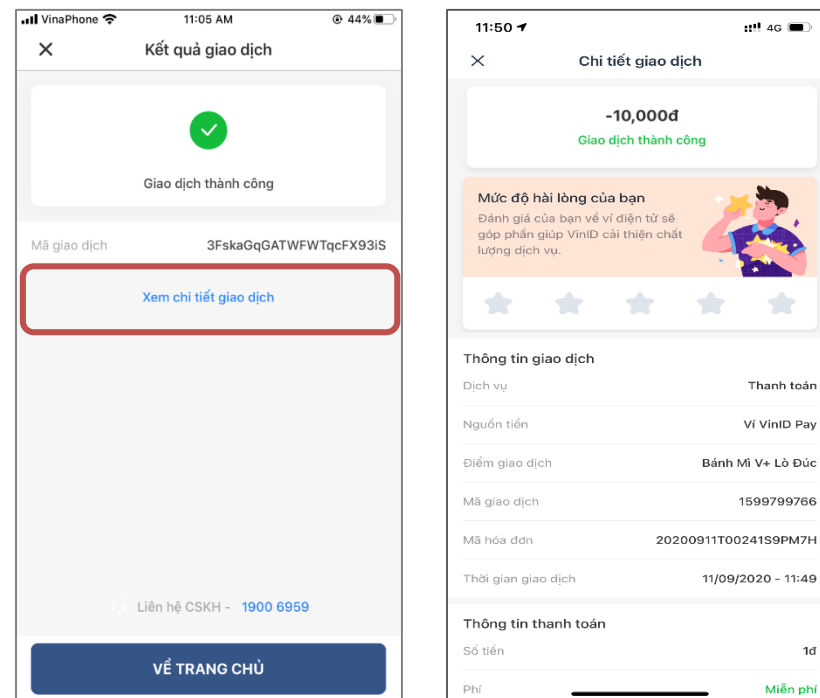 VinaPhone 11:05 AM 44%
Kết quả giao dịch
Giao dịch thành công
Mã giao dịch 3FskaGqGATWFWTqcFX93iS
Xem chi tiết giao dịch
Liên hệ CSKH - 1900 6959
VỀ TRANG CHỦ
11:50 4G
Chi tiết giao dịch
-10,000đ
Giao dịch thành công
Mức độ hài lòng của bạn
Đánh giá của bạn về ví điện tử sẽ
góp phần giúp VinID cải thiện chất
lượng dịch vụ.
Thông tin giao dịch
Dịch vụ Thanh toán
Nguồn tiền Ví VinID Pay
Điểm giao dịch Bánh Mì V+ Lò Đúc
Mã giao dịch 1599799766
Mã hóa đơn 20200911T00241S9PM7H
Thời gian giao dịch 11/09/2020 - 11:49
Thông tin thanh toán
Số tiền 1đ
Phí Miễn phí